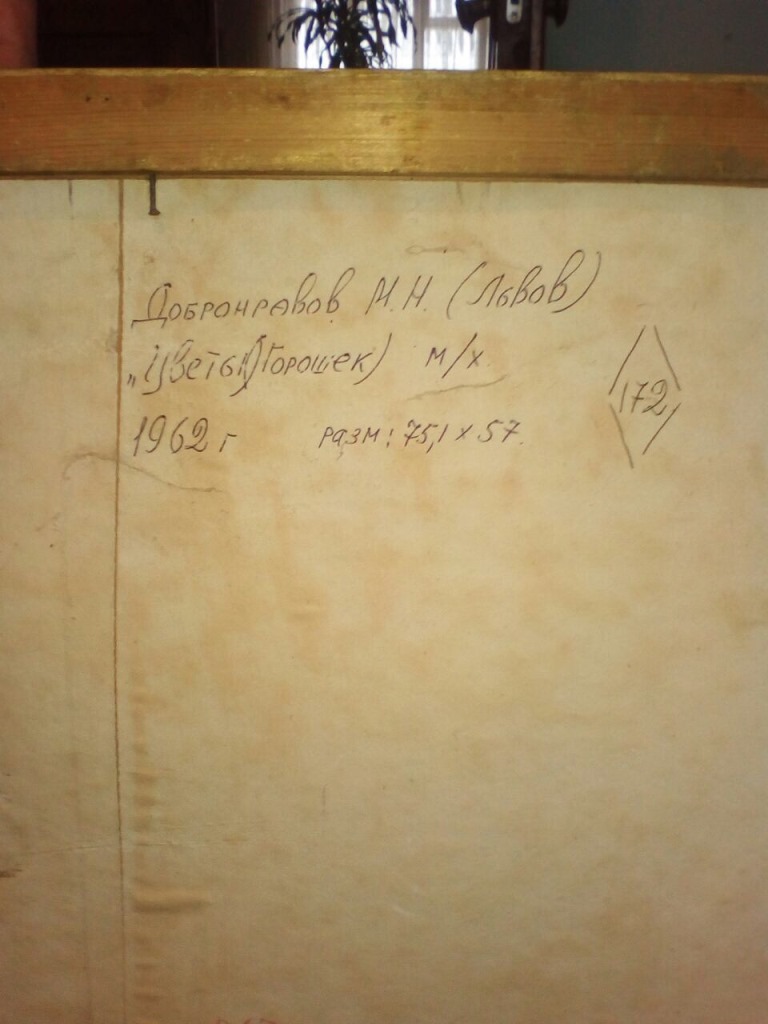 Добронравов М.Н. (Львов)
„Цветы" (Горошек) м/х.
172
1962 г разм: 75,1 x 57.